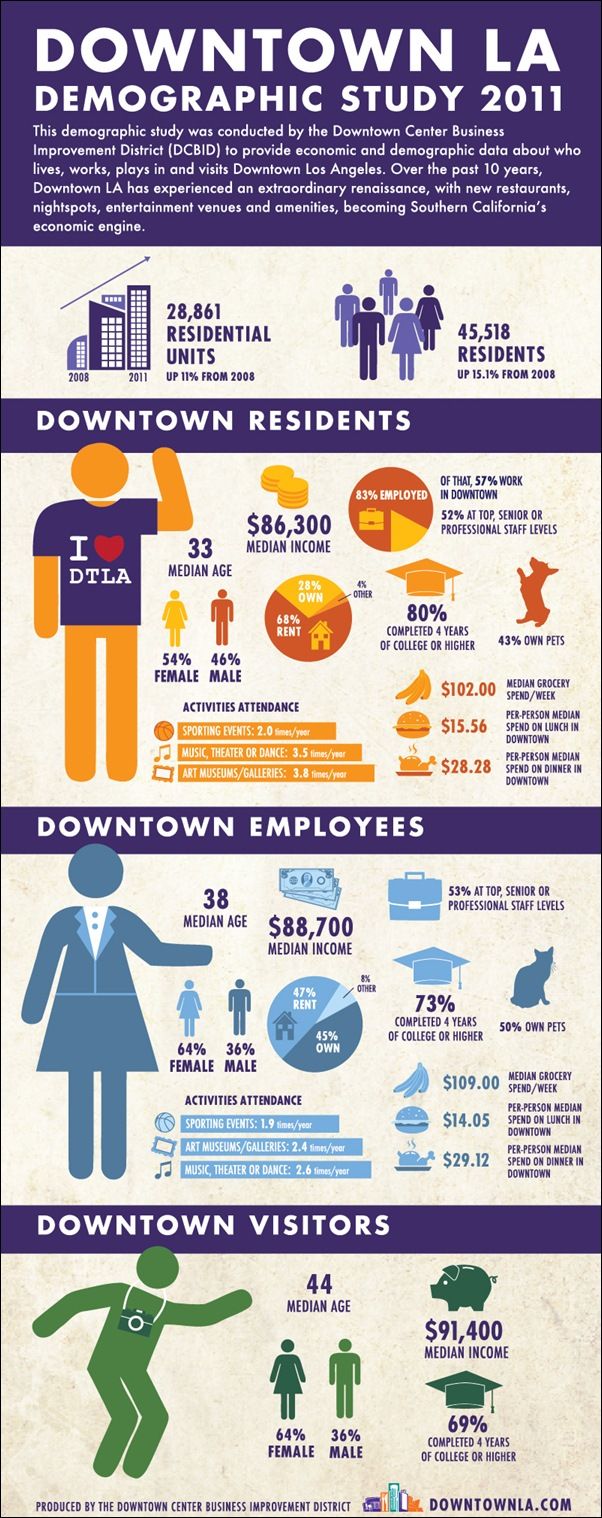 DOWNTOWN LA
DEMOGRAPHIC STUDY 2011
This demographic study was conducted by the Downtown Center Business
Improvement District (DCBID) to provide economic and demographic data about who
lives, works, plays in and visits Downtown Los Angeles. Over the past 10 years,
Downtown LA has experienced an extraordinary renaissance, with new restaurants,
nightspots, entertainment venues and amenities, becoming Southern California's
economic engine.
2008
2011
28,861
RESIDENTIAL
UNITS
UP 11% FROM 2008
45,518
RESIDENTS
UP 15.1% FROM 2008
DOWNTOWN RESIDENTS
I
DTLA
33
MEDIAN AGE
54%
FEMALE
46%
MALE
$86,300
MEDIAN INCOME
28%
OWN
4%
OTHER
68%
RENT
83% EMPLOYED
OF THAT, 57% WORK
IN DOWNTOWN
52% AT TOP, SENIOR OR
PROFESSIONAL STAFF LEVELS
80%
COMPLETED 4 YEARS
OF COLLEGE OR HIGHER
43% OWN PETS
ACTIVITIES ATTENDANCE
SPORTING EVENTS: 2.0 times/year
MUSIC, THEATER OR DANCE: 3.5 times/year
ART MUSEUMS/GALLERIES: 3.8 times/year
$102.00
MEDIAN GROCERY
SPEND/WEEK
$15.56
PER-PERSON MEDIAN
SPEND ON LUNCH IN
DOWNTOWN
$28.28
PER-PERSON MEDIAN
SPEND ON DINNER IN
DOWNTOWN
DOWNTOWN EMPLOYEES
38
MEDIAN AGE
64%
FEMALE
36%
MALE
$88,700
MEDIAN INCOME
47%
RENT
8%
OTHER
45%
OWN
53% AT TOP, SENIOR OR
PROFESSIONAL STAFF LEVELS
73%
COMPLETED 4 YEARS
OF COLLEGE OR HIGHER
50% OWN PETS
ACTIVITIES ATTENDANCE
SPORTING EVENTS: 1.9 times/year
ART MUSEUMS/GALLERIES: 2.4 times/year
MUSIC, THEATER OR DANCE: 2.6 times/year
$109.00
MEDIAN GROCERY
SPEND/WEEK
$14.05
PER-PERSON MEDIAN
SPEND ON LUNCH IN
DOWNTOWN
$29.12
PER-PERSON MEDIAN
SPEND ON DINNER IN
DOWNTOWN
DOWNTOWN VISITORS
44
MEDIAN AGE
64%
FEMALE
36%
MALE
$91,400
MEDIAN INCOME
69%
COMPLETED 4 YEARS
OF COLLEGE OR HIGHER
PRODUCED BY THE DOWNTOWN CENTER BUSINESS IMPROVEMENT DISTRICT
DOWNTOWNLA.COM